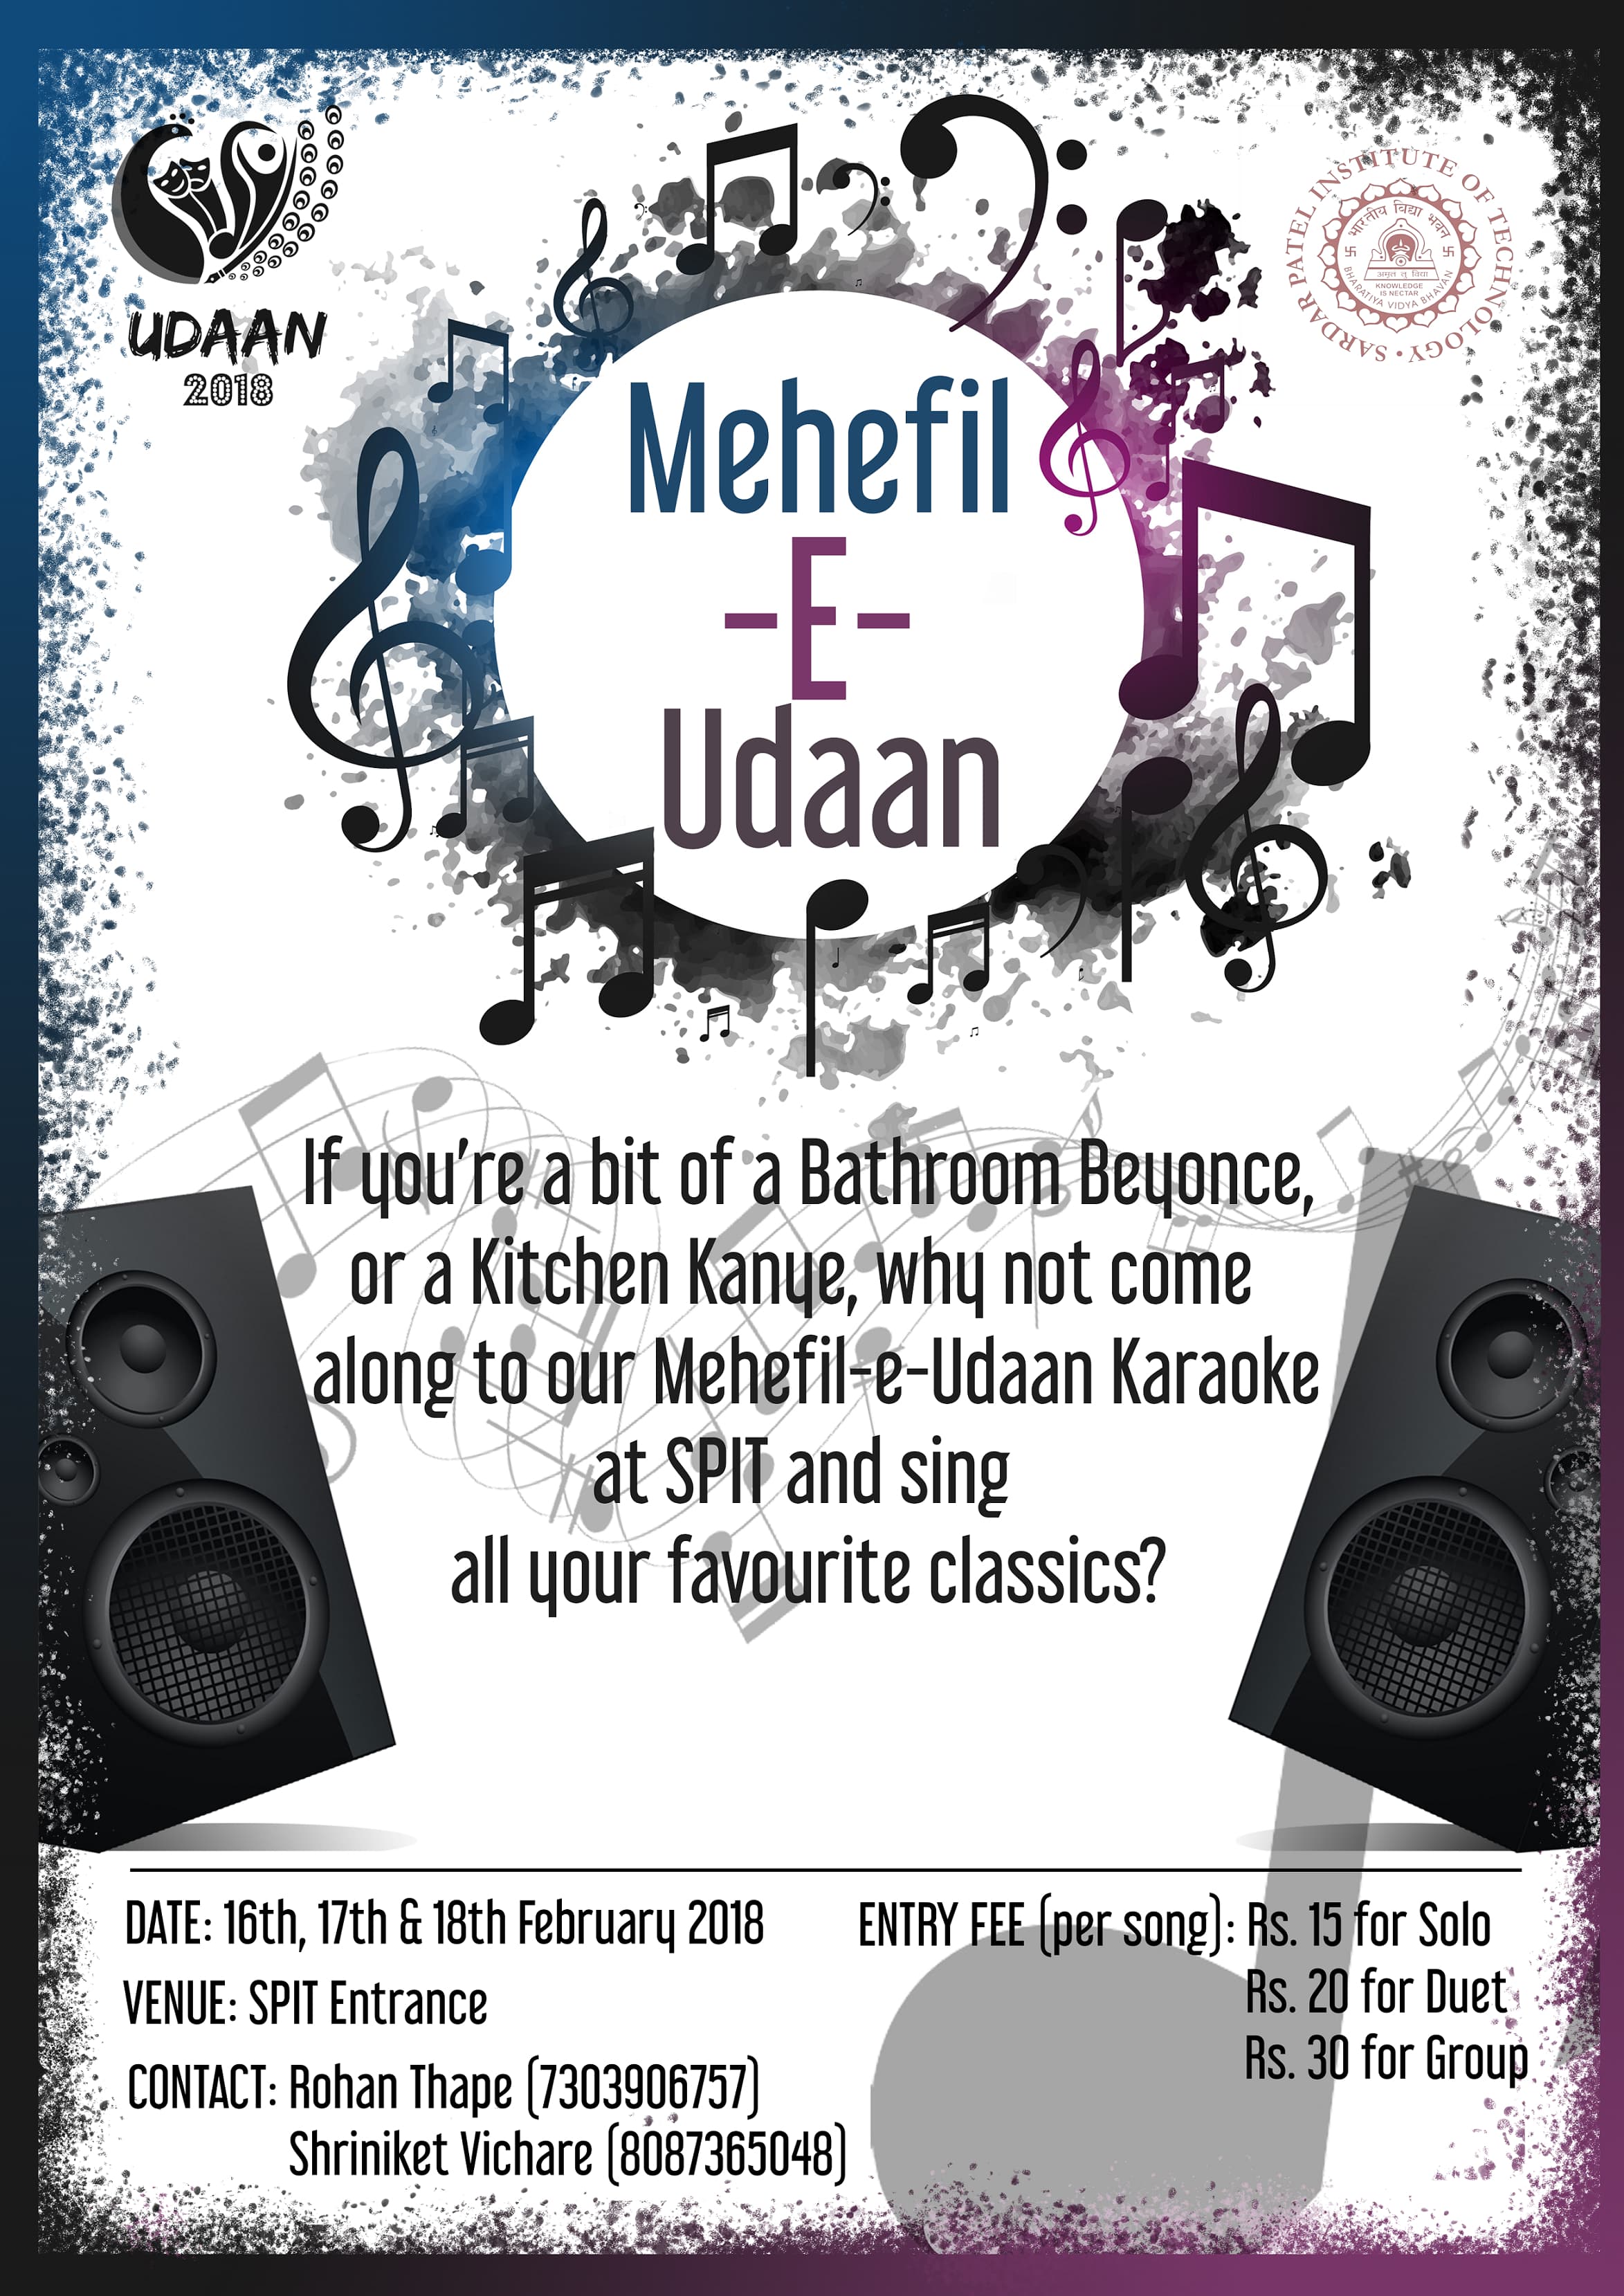 UDAAN
2018
SARDAR PATEL INSTITUTE OF TECHNOLOGY
भारतीय विद्या भवन
अमृतं तु विद्या
KNOWLEDGE
IS NECTAR
BHARATIYA VIDYA BHAVAN
Mehefil
-E-
Udaan
If you're a bit of a Bathroom Beyonce,
or a Kitchen Kanye, why not come
along to our Mehefil-e-Udaan Karaoke
at SPIT and sing
all your favourite classics?
DATE: 16th, 17th & 18th February 2018
VENUE: SPIT Entrance
CONTACT: Rohan Thape (7303906757)
Shriniket Vichare (8087365048)
ENTRY FEE (per song): Rs. 15 for Solo
Rs. 20 for Duet
Rs. 30 for Group